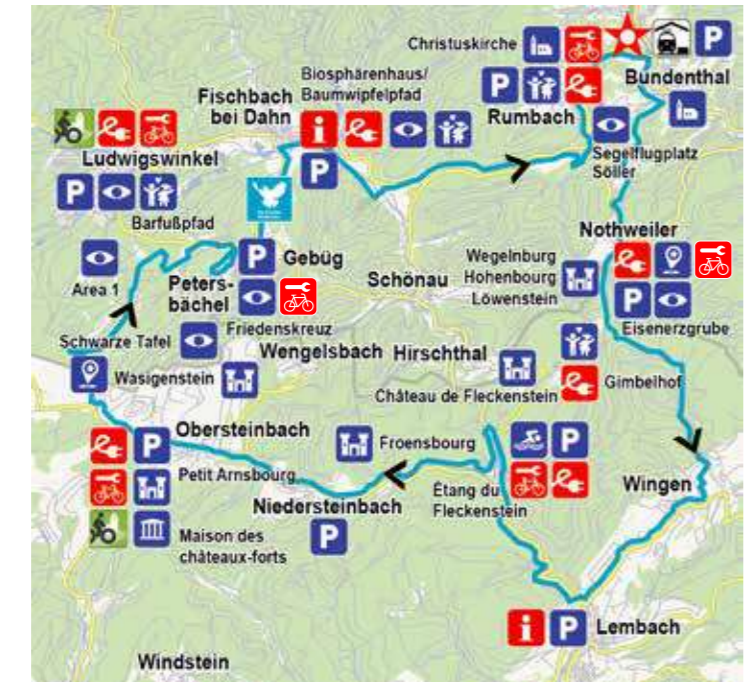 Christuskirche
P
Bundenthal
Biosphärenhaus/
Baumwipfelpfad
Fischbach
bei Dahn
P
Rumbach
i
P
Segelflugplatz
Söller
Ludwigswinkel
P
Barfußpfad
Nothweiler
P
Gebüg
Area 1
Peters-
bächel
Schönau
Wegelnburg
Hohenbourg
Löwenstein
P
Eisenerzgrube
Friedenskreuz
Schwarze Tafel
Wengelsbach
Hirschthal
Wasigenstein
Château de Fleckenstein
Gimbelhof
Obersteinbach
P
Froensbourg
P
Petit Arnsbourg
Étang du
Fleckenstein
Wingen
Niedersteinbach
P
Maison des
châteaux-forts
i
P
Lembach
Windstein